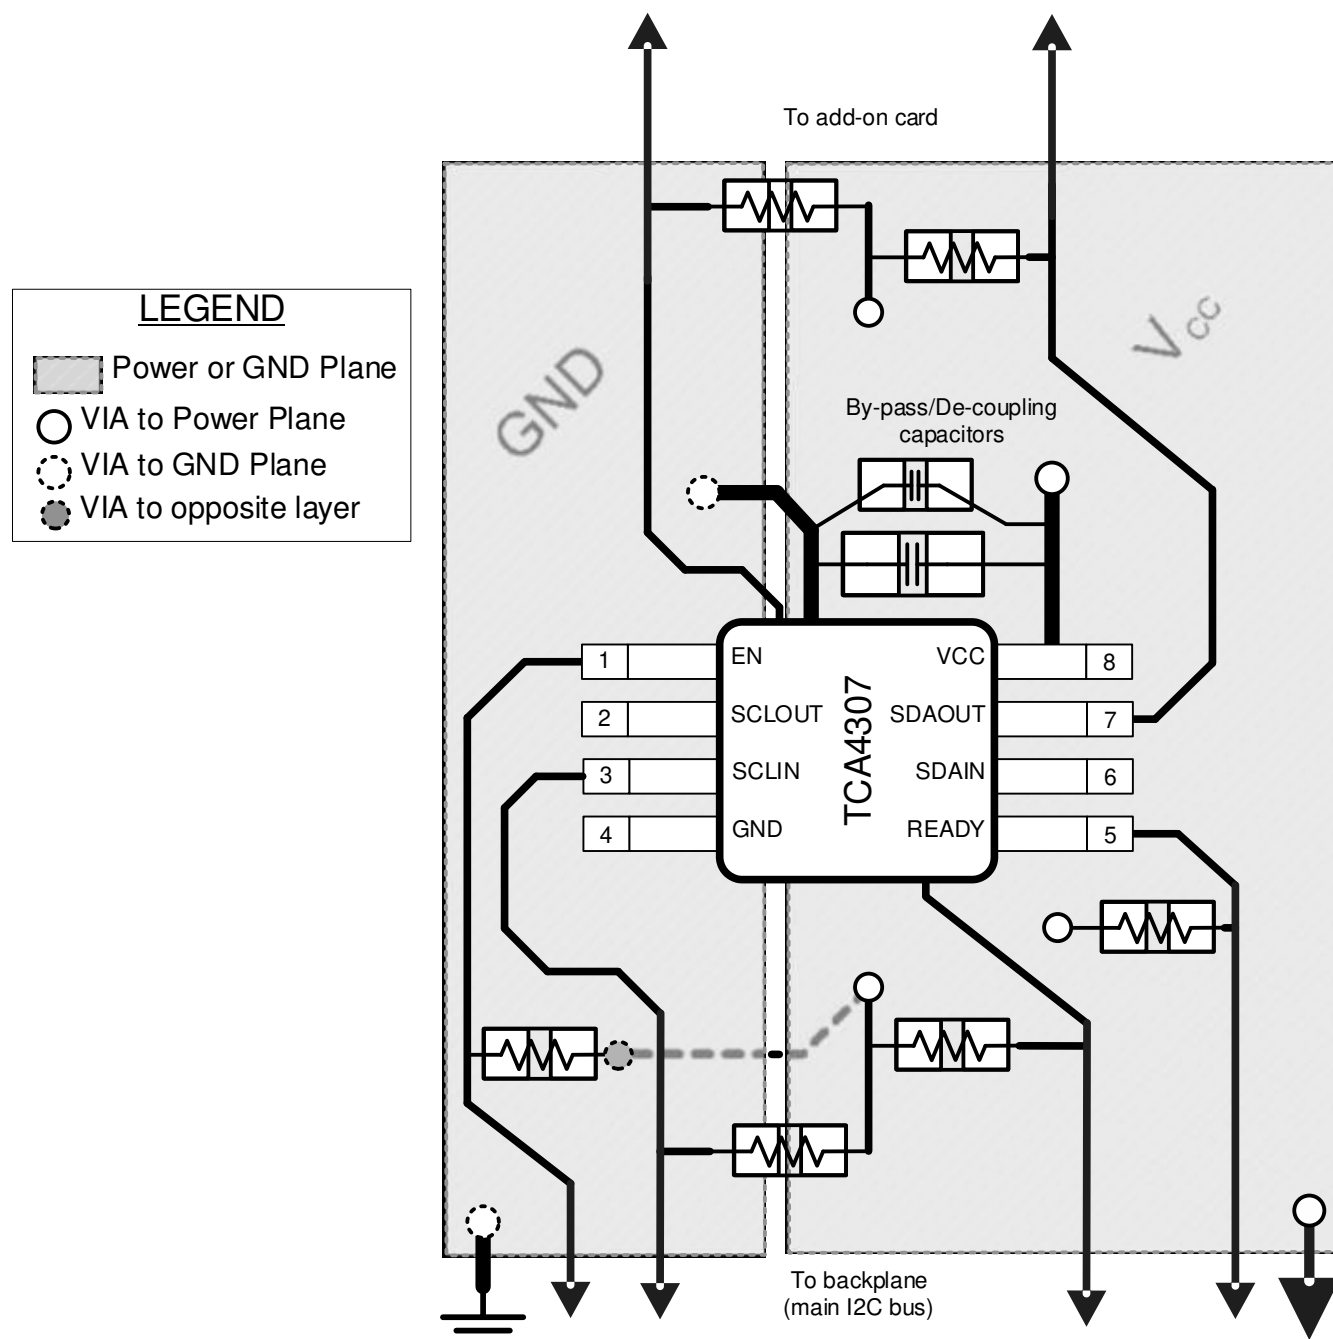 To add-on card
LEGEND
Power or GND Plane
VIA to Power Plane
VIA to GND Plane
VIA to opposite layer
GND
VCC
By-pass/De-coupling
capacitors
1 EN VCC 8
2 SCLOUT SDAOUT 7
3 SCLIN SDAIN 6
4 GND READY 5
TCA4307
To backplane
(main I2C bus)